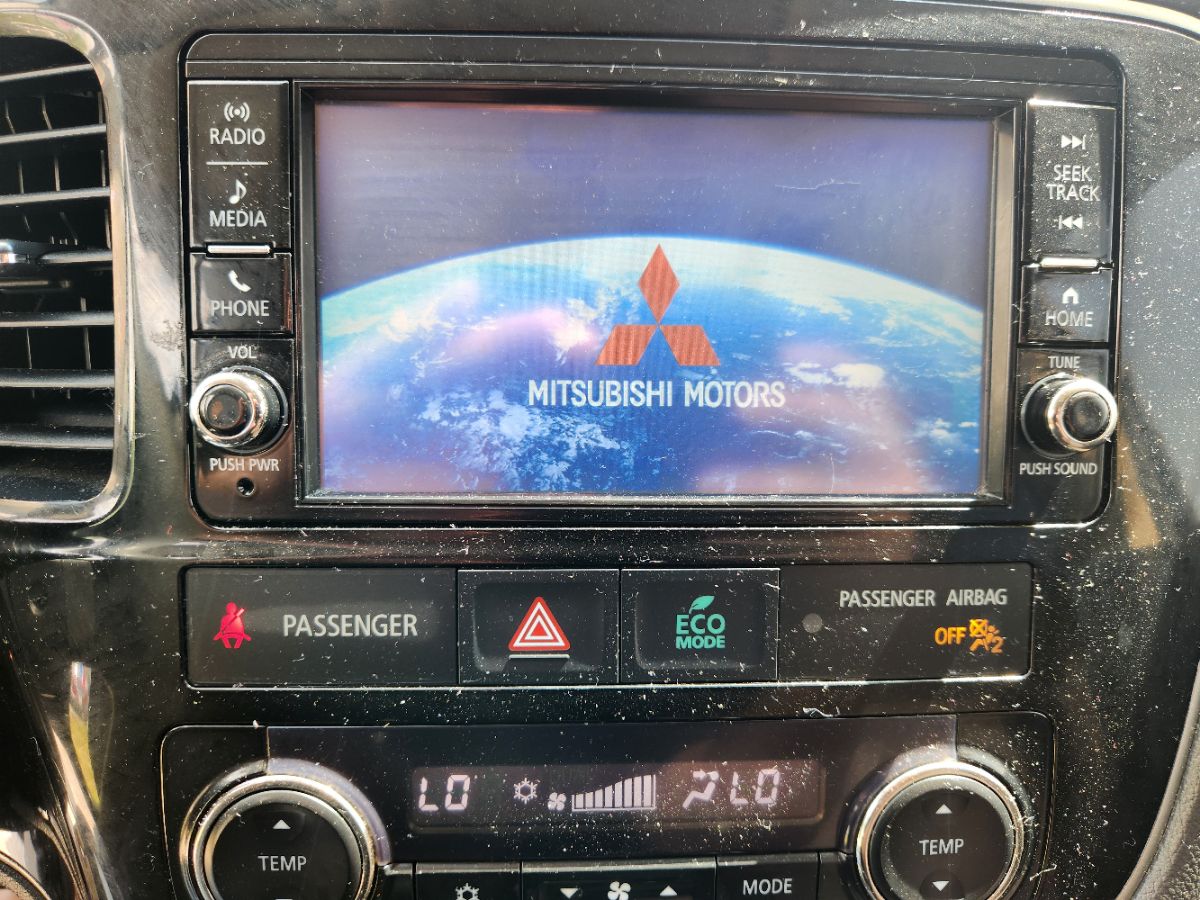 RADIO
MEDIA
PHONE
VOL
PUSH PWR
MITSUBISHI MOTORS
SEEK
TRACK
HOME
TUNE
PUSH SOUND
PASSENGER
ECO
MODE
PASSENGER AIRBAG
OFF
2
LO
LO
TEMP
MODE
TEMP